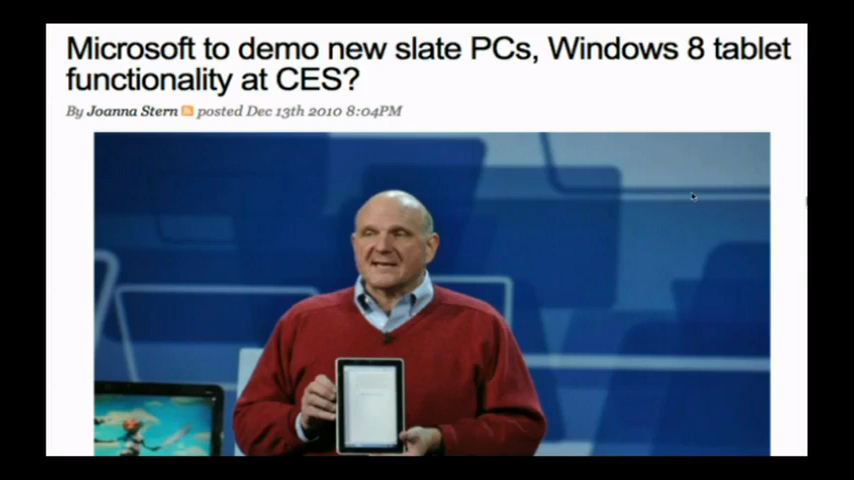 Microsoft to demo new slate PCs, Windows 8 tablet
functionality at CES?
By Joanna Stern posted Dec 13th 2010 8:04PM